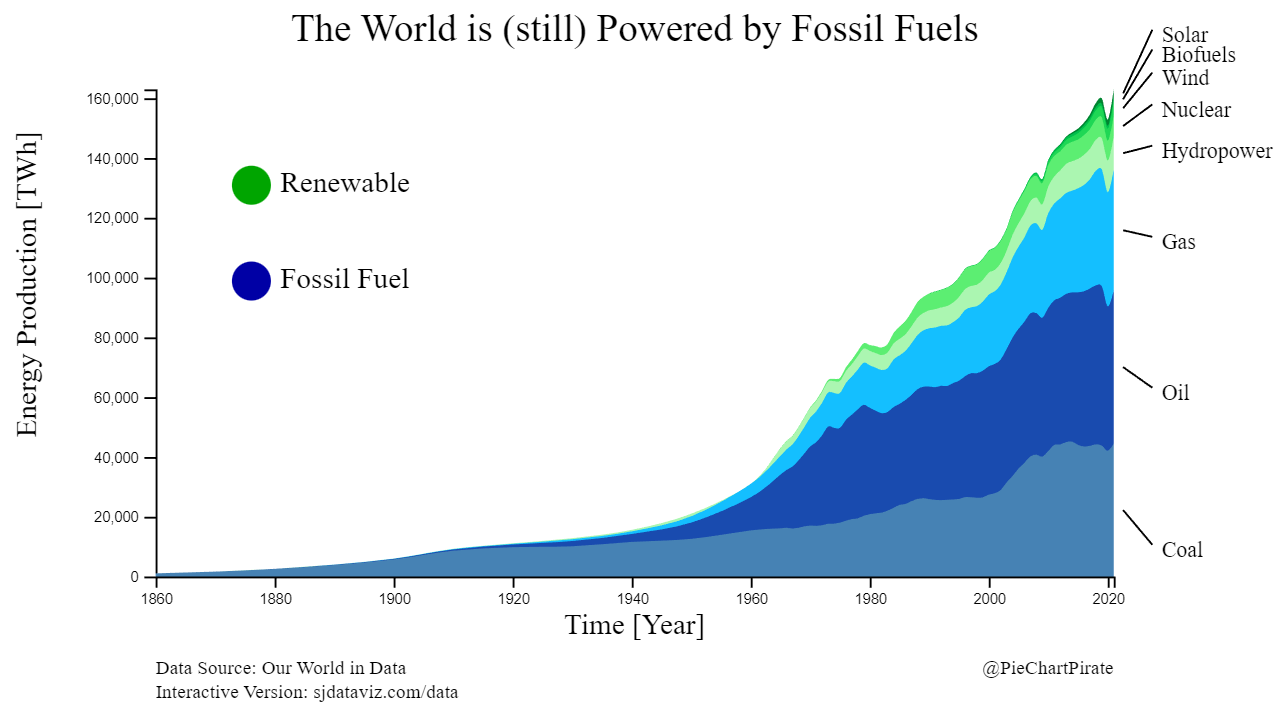 The World is (still) Powered by Fossil Fuels
Solar
Biofuels
Wind
Nuclear
Hydropower
Gas
Oil
Coal
Energy Production [TWh]
160,000
140,000
120,000
100,000
80,000
60,000
40,000
20,000
0
Renewable
Fossil Fuel
1860 1880 1900 1920 1940 1960 1980 2000 2020
Time [Year]
Data Source: Our World in Data
Interactive Version: sjdataviz.com/data
@PieChartPirate